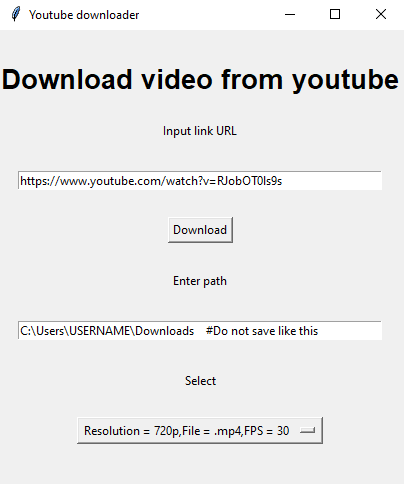 Youtube downloader
Download video from youtube
Input link URL
https://www.youtube.com/watch?v=RJobOT0Is9s
Download
Enter path
C:\Users\USERNAME\Downloads    #Do not save like this
Select
Resolution = 720p,File = .mp4,FPS = 30